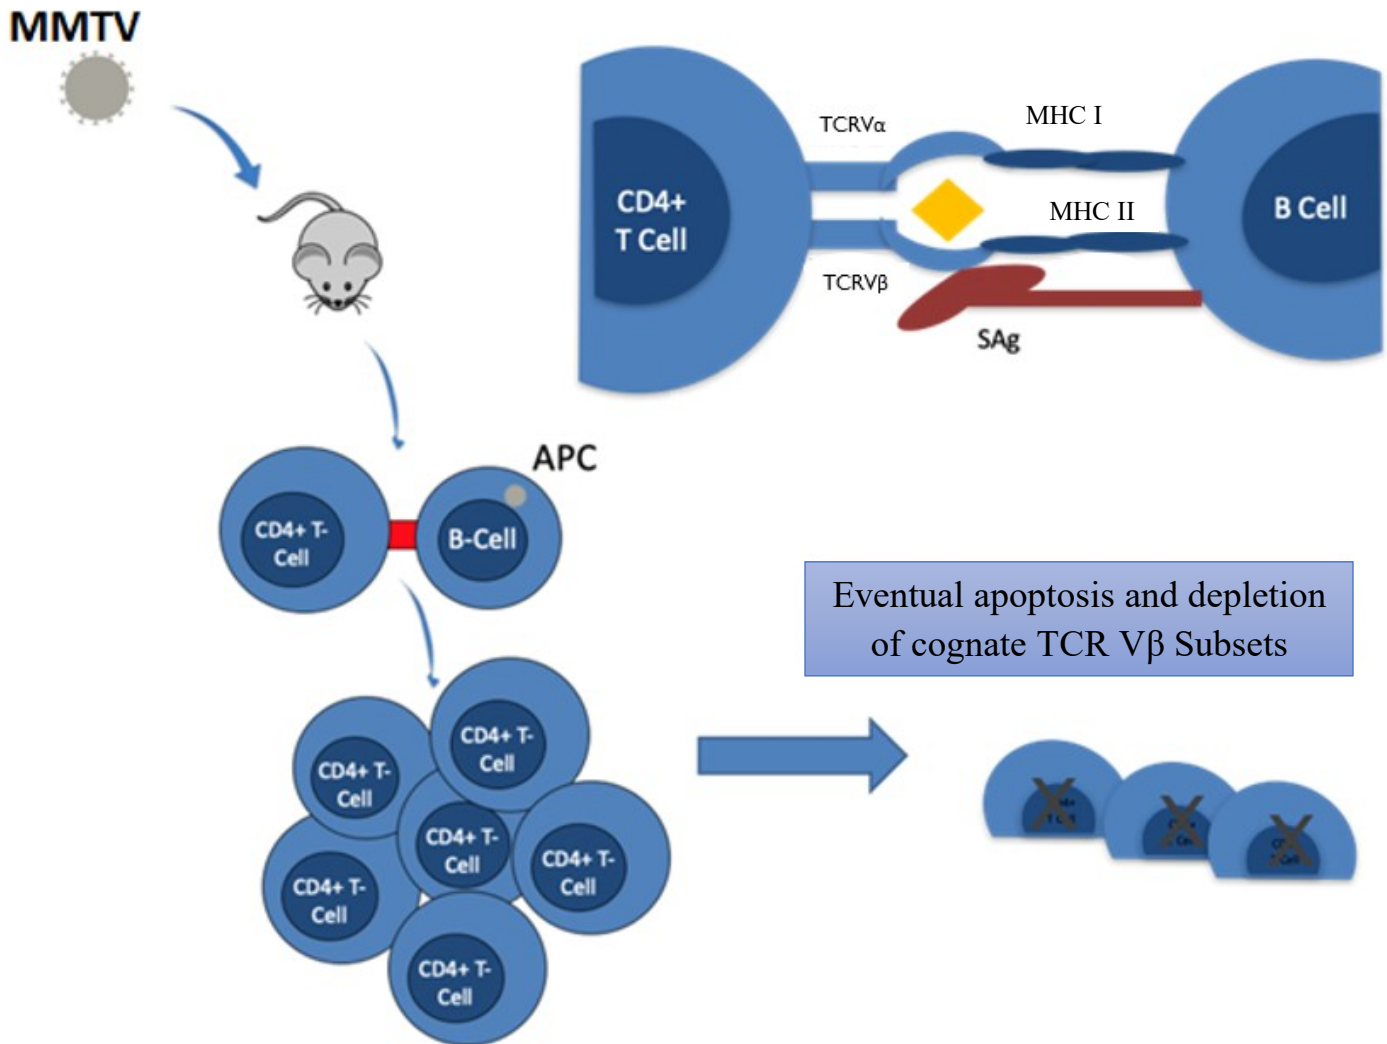 MMTV
TCRVα
MHC I
CD4+
T Cell
MHC II
B Cell
TCRVβ
SAg
APC
CD4+ T-
Cell
B-Cell
Eventual apoptosis and depletion
of cognate TCR Vβ Subsets
CD4+ T-
Cell
CD4+ T-
Cell
CD4+ T-
Cell
CD4+ T-
Cell
CD4+ T-
Cell
CD4+ T-
Cell